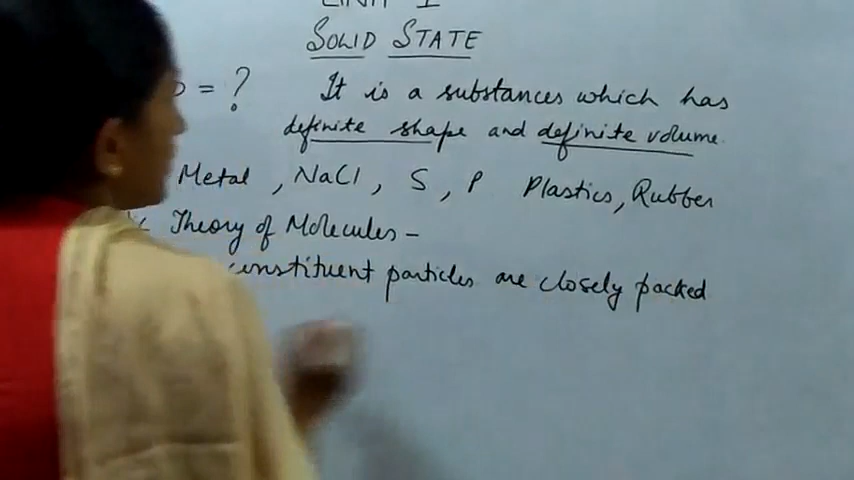 UNIT I
SOLID STATE
= ? It is a substances which has
definite shape and definite volume.
Metal, NaCl, S, P Plastics, Rubber
Theory of Molecules -
constituent particles are closely packed